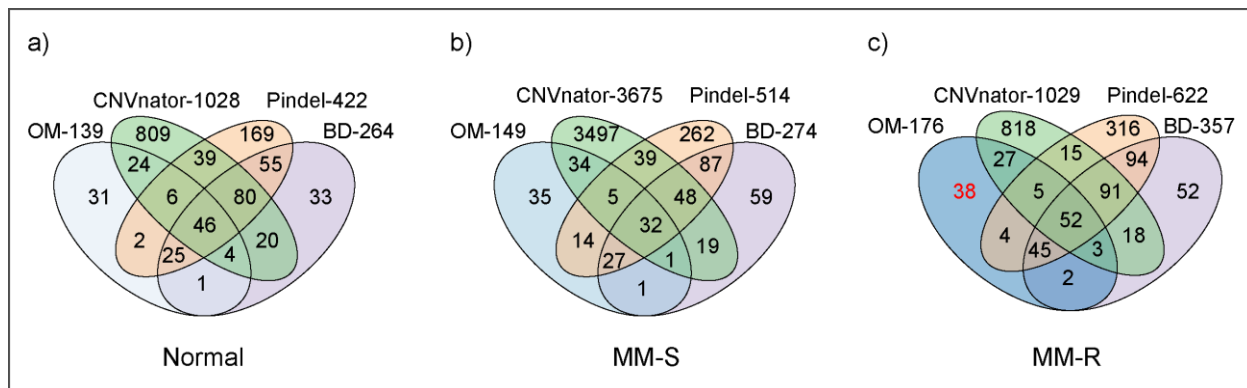 a)
CNVnator-1028 Pindel-422
OM-139 BD-264
809 169
24 39 55
31 6 80 33
46
2 25 4 20
1
Normal
b)
CNVnator-3675 Pindel-514
OM-149 BD-274
3497 262
34 39 87
35 5 48 59
32
14 27 1 19
1
MM-S
c)
CNVnator-1029 Pindel-622
OM-176 BD-357
818 316
27 15 94
38 5 91 52
52
4 45 3 18
2
MM-R